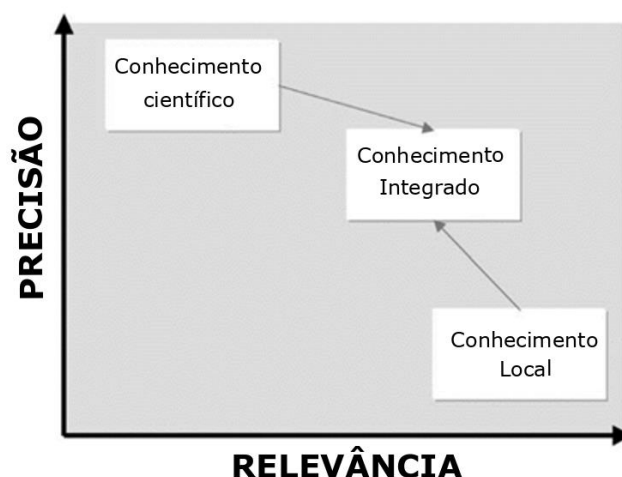 PRECISÃO
Conhecimento
científico
Conhecimento
Integrado
Conhecimento
Local
RELEVÂNCIA